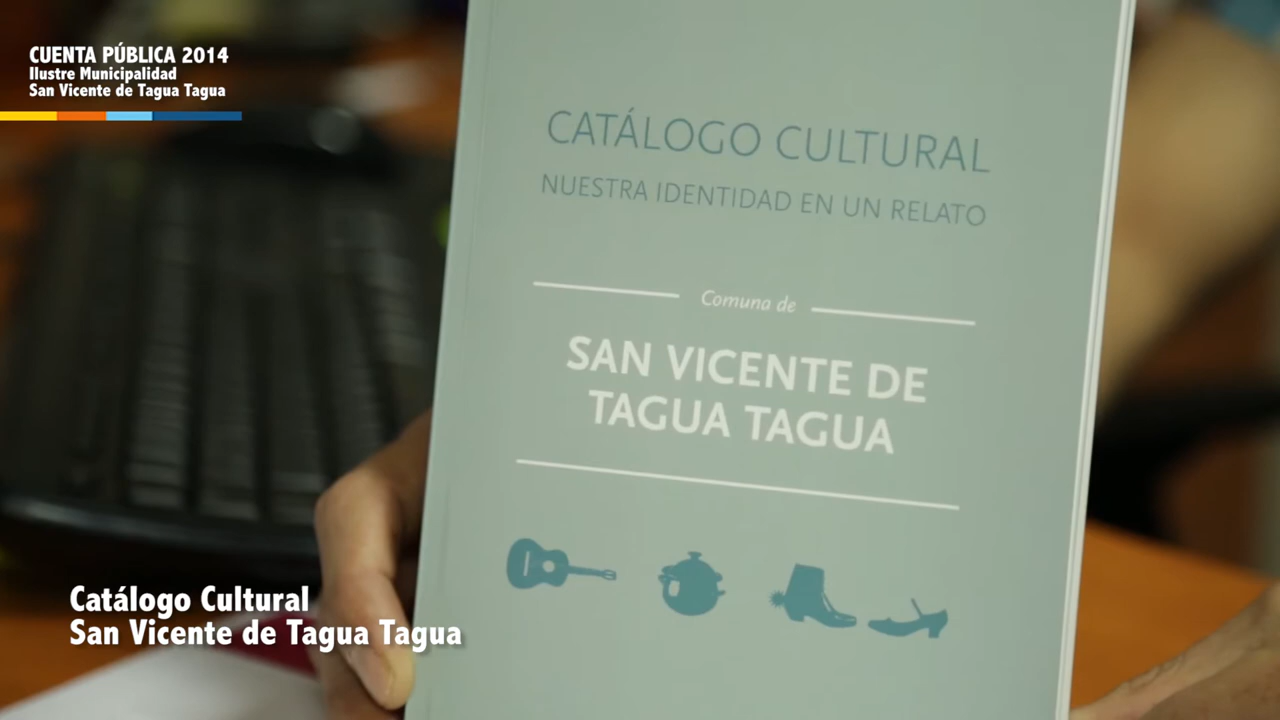 CUENTA PÚBLICA 2014
Ilustre Municipalidad
San Vicente de Tagua Tagua
CATÁLOGO CULTURAL
NUESTRA IDENTIDAD EN UN RELATO
Comuna de
SAN VICENTE DE
TAGUA TAGUA
Catálogo Cultural
San Vicente de Tagua Tagua